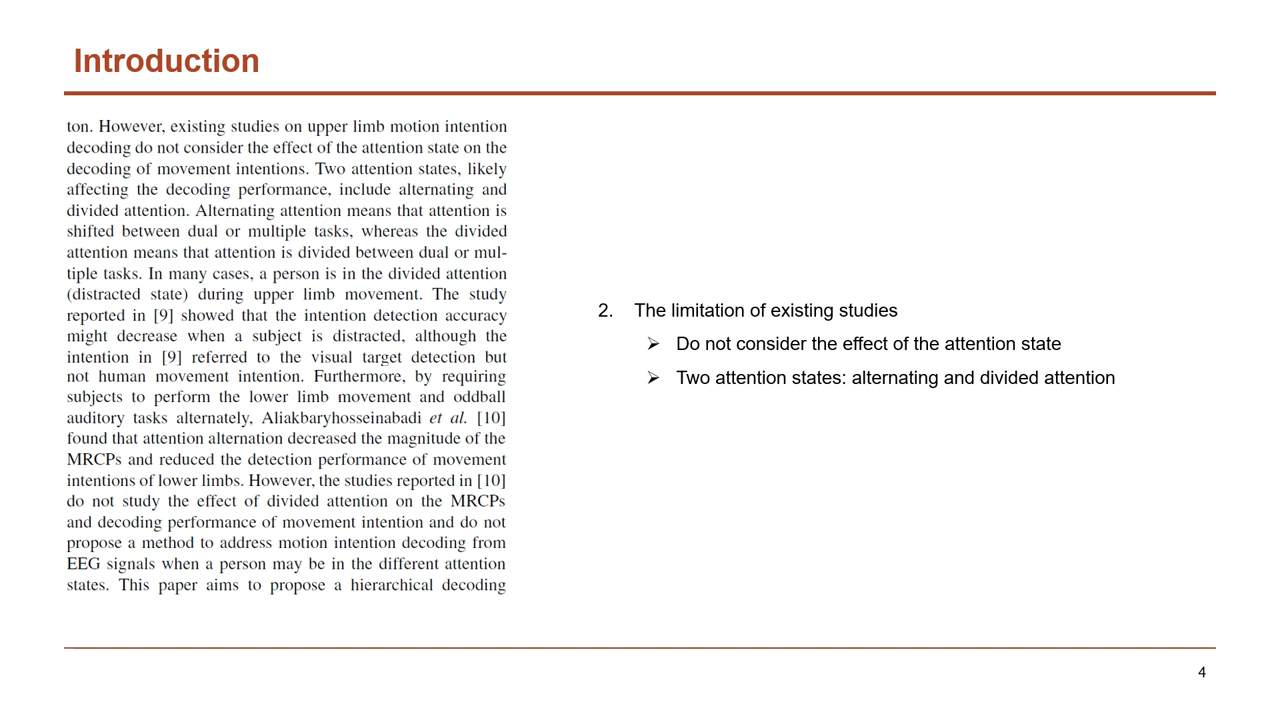 Introduction
ton. However, existing studies on upper limb motion intention
decoding do not consider the effect of the attention state on the
decoding of movement intentions. Two attention states, likely
affecting the decoding performance, include alternating and
divided attention. Alternating attention means that attention is
shifted between dual or multiple tasks, whereas the divided
attention means that attention is divided between dual or mul-
tiple tasks. In many cases, a person is in the divided attention
(distracted state) during upper limb movement. The study
reported in [9] showed that the intention detection accuracy
might decrease when a subject is distracted, although the
intention in [9] referred to the visual target detection but
not human movement intention. Furthermore, by requiring
subjects to perform the lower limb movement and oddball
auditory tasks alternately, Aliakbaryhosseinabadi et al. [10]
found that attention alternation decreased the magnitude of the
MRCPs and reduced the detection performance of movement
intentions of lower limbs. However, the studies reported in [10]
do not study the effect of divided attention on the MRCPs
and decoding performance of movement intention and do not
propose a method to address motion intention decoding from
EEG signals when a person may be in the different attention
states. This paper aims to propose a hierarchical decoding
2. The limitation of existing studies
➢ Do not consider the effect of the attention state
➢ Two attention states: alternating and divided attention
4